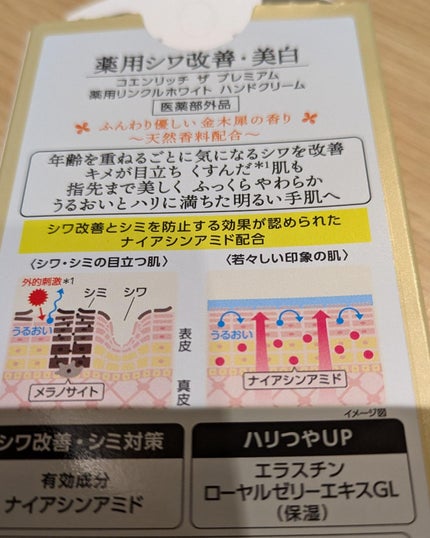 薬用シワ改善・美白
コエンリッチ ザ プレミアム
薬用リンクルホワイト ハンドクリーム
医薬部外品
ふんわり優しい金木犀の香り
〜天然香料配合〜
年齢を重ねるごとに気になるシワを改善
キメが目立ち くすんだ*1肌も
指先まで美しく ふっくらやわらか
うるおいとハリに満ちた明るい手肌へ
シワ改善とシミを防止する効果が認められた
ナイアシンアミド配合
〈シワ・シミの目立つ肌〉
外的刺激*1
シミ
シワ
うるおい
メラノサイト
表皮
真皮
〈若々しい印象の肌〉
うるおい
ナイアシンアミド
イメージ図
シワ改善・シミ対策
有効成分
ナイアシンアミド
ハリつやUP
エラスチン
ローヤルゼリーエキスGL
(保湿)